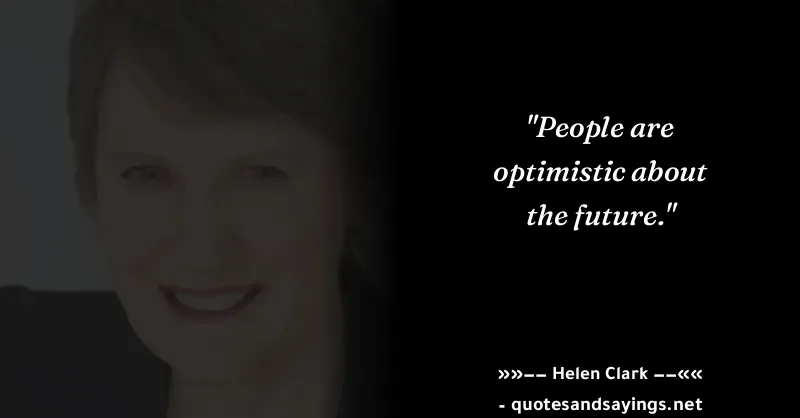 "People are
optimistic about
the future."
»»−− Helen Clark −−««
- quotesandsayings.net